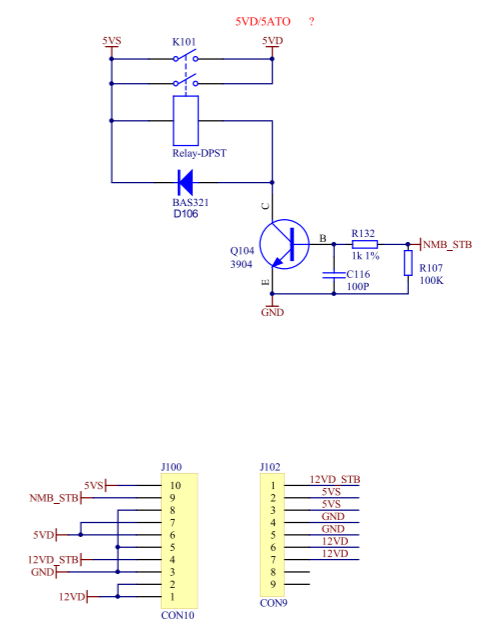 5VD/5ATO ?
5VS K101 5VD
Relay-DPST
BAS321
D106
C
B
E
Q104
3904
R132
1k 1%
NMB_STB
C116
100P
R107
100K
GND
J100
5VS 10
NMB_STB 9
8
7
5VD 6
5
12VD_STB 4
GND 3
2
12VD 1
CON10
J102
1 12VD_STB
2 5VS
3 5VS
4 GND
5 GND
6 12VD
7 12VD
8
9
CON9